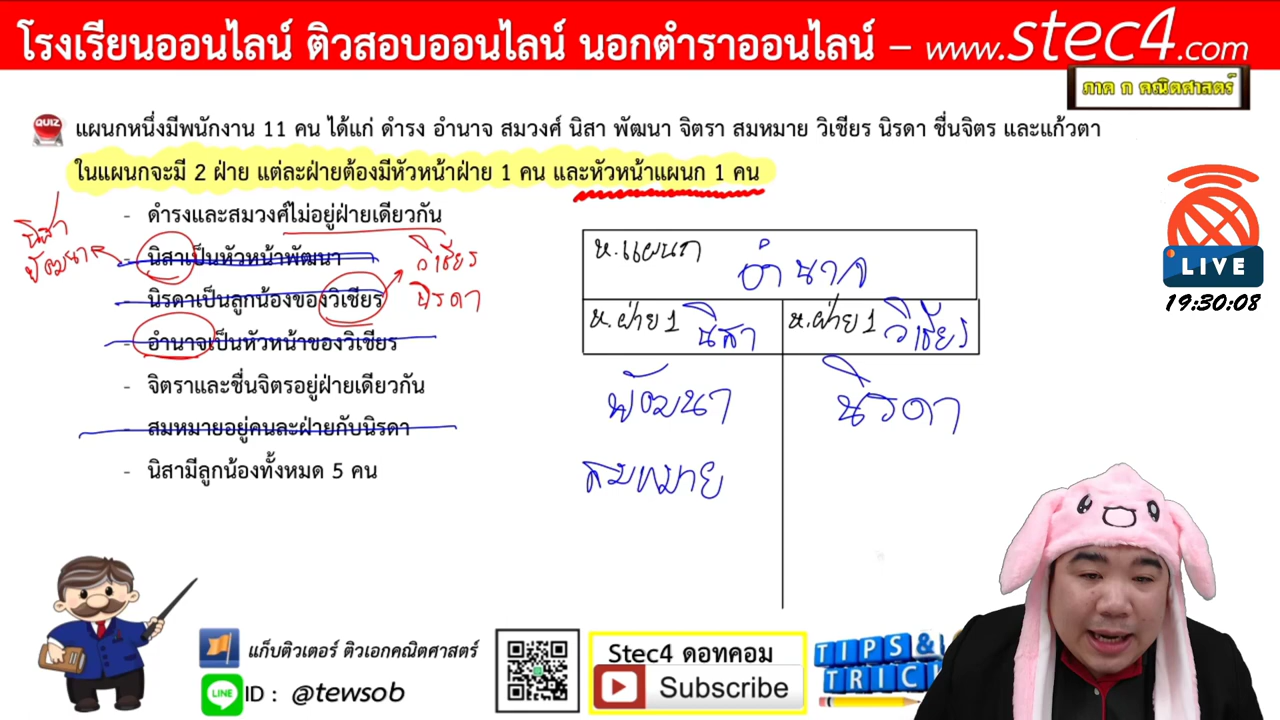 โรงเรียนออนไลน์ ติวสอบออนไลน์ นอกตำราออนไลน์ – www.stec4.com
ภาค ก คณิตศาสตร์
QUIZ
แผนกหนึ่งมีพนักงาน 11 คน ได้แก่ ดำรง อำนาจ สมวงศ์ นิสา พัฒนา จิตรา สมหมาย วิเชียร นิรดา ชื่นจิตร และแก้วตา
ในแผนกจะมี 2 ฝ่าย แต่ละฝ่ายต้องมีหัวหน้าฝ่าย 1 คน และหัวหน้าแผนก 1 คน
- ดำรงและสมวงศ์ไม่อยู่ฝ่ายเดียวกัน
- นิสาเป็นหัวหน้าพัฒนา
- นิรดาเป็นลูกน้องของวิเชียร
- อำนาจเป็นหัวหน้าของวิเชียร
- จิตราและชื่นจิตรอยู่ฝ่ายเดียวกัน
- สมหมายอยู่คนละฝ่ายกับนิรดา
- นิสามีลูกน้องทั้งหมด 5 คน
นิสา
พัฒนา
วิเชียร
นิรดา
ห.แผนก อำนาจ
ห.ฝ่าย 1 นิสา
ห.ฝ่าย 1 วิเชียร
พัฒนา
นิรดา
สมหมาย
LIVE
19:30:08
แก็บติวเตอร์ ติวเอกคณิตศาสตร์
LINE ID : @tewsob
Stec4 ดอทคอม
Subscribe
TIPS &
TRIC